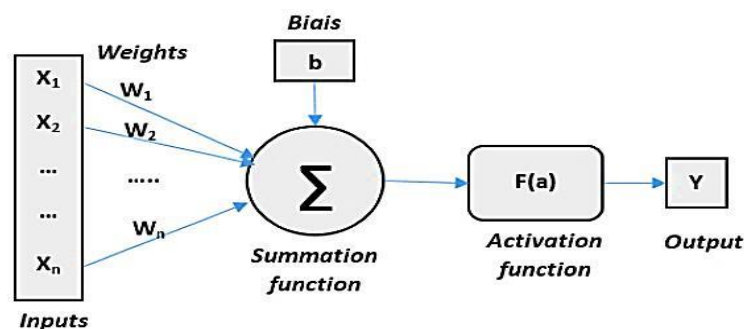 Biais
b
Weights
X1
W1
X2
W2
...
.....
...
Wn
Xn
Inputs
∑
Summation
function
F(a)
Activation
function
Y
Output